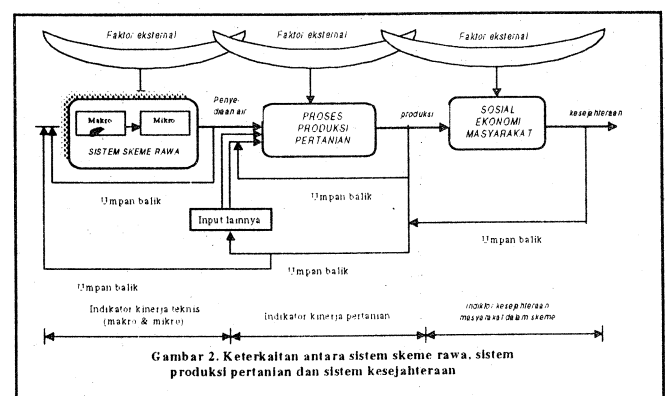 Faktor eksternal
Faktor eksternal
Faktor eksternal
Makro
Mikro
SISTEM SKEME RAWA
Penye-
diaan air
PROSES
PRODUKSI
PERTANIAN
produksi
SOSIAL
EKONOMI
MASYARAKAT
kesejahteraan
Umpan balik
Umpan balik
Input lainnya
Umpan balik
Umpan balik
Umpan balik
Indikator kinerja teknis
(makro & mikro)
Indikator kinerja pertanian
Indiktor kesejahteraan
masyarakat dalam skeme
Gambar 2. Keterkaitan antara sistem skeme rawa, sistem
produksi pertanian dan sistem kesejahteraan